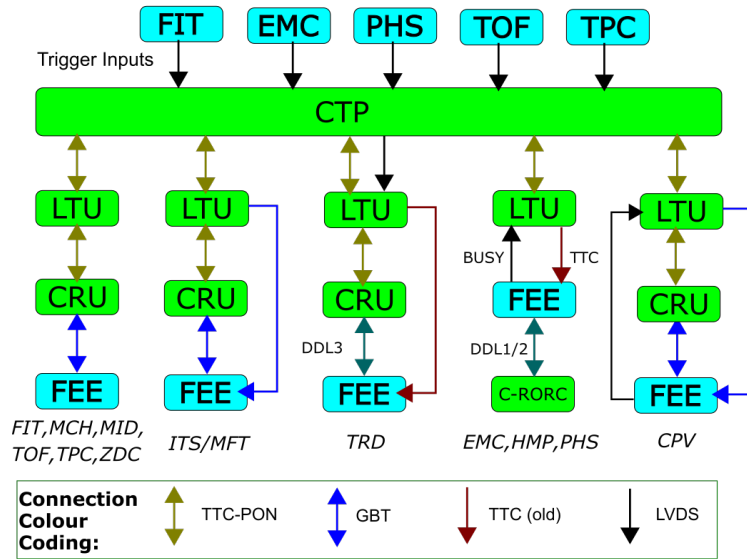 FIT EMC PHS TOF TPC
Trigger Inputs
CTP
LTU LTU LTU LTU LTU
BUSY TTC
CRU CRU CRU FEE CRU
DDL3 DDL1/2
FEE FEE FEE C-RORC FEE
FIT,MCH,MID,
TOF,TPC,ZDC
ITS/MFT
TRD
EMC,HMP,PHS
CPV
Connection
Colour
Coding:
TTC-PON
GBT
TTC (old)
LVDS